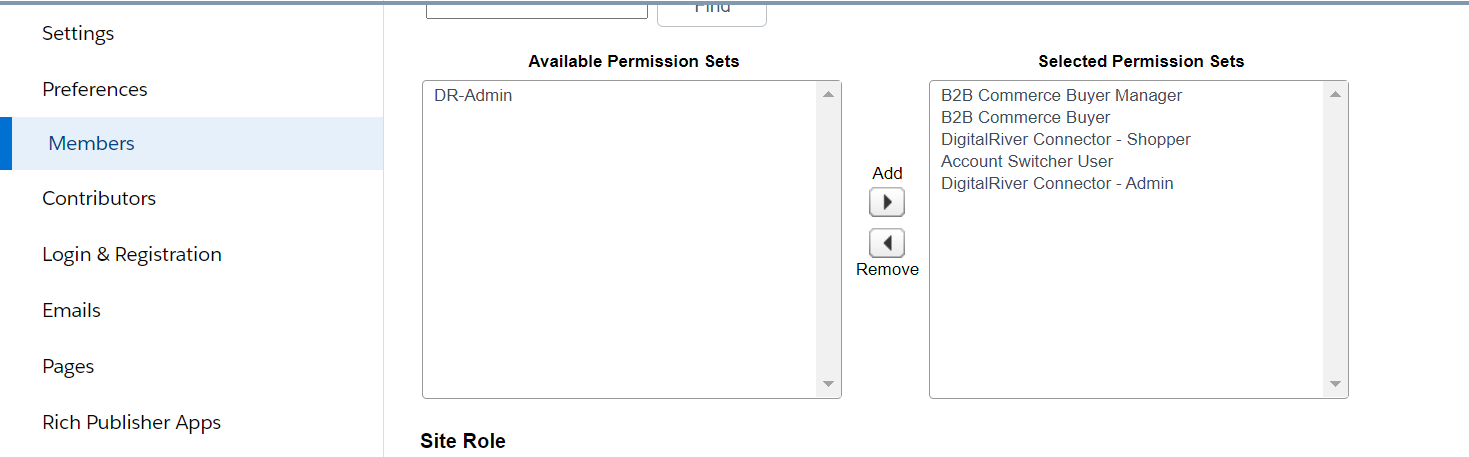 Find
Settings
Preferences
Members
Contributors
Login & Registration
Emails
Pages
Rich Publisher Apps
Available Permission Sets
DR-Admin
Add
Remove
Selected Permission Sets
B2B Commerce Buyer Manager
B2B Commerce Buyer
DigitalRiver Connector - Shopper
Account Switcher User
DigitalRiver Connector - Admin
Site Role